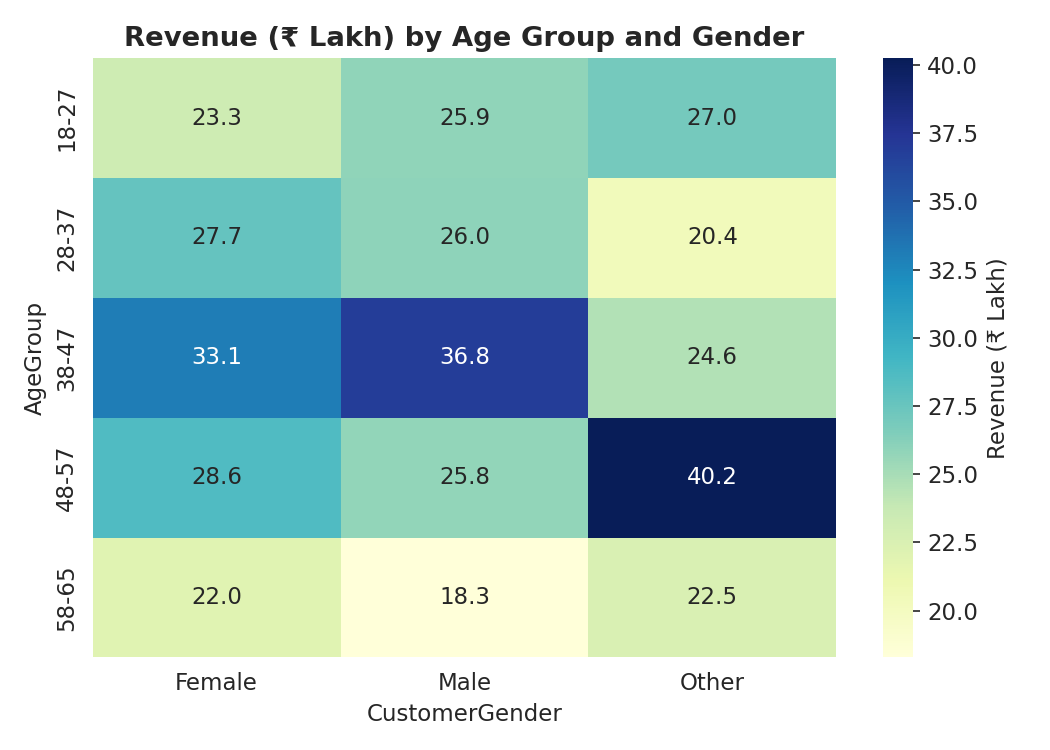 Revenue (₹ Lakh) by Age Group and Gender
18-27 23.3 25.9 27.0
28-37 27.7 26.0 20.4
38-47 33.1 36.8 24.6
48-57 28.6 25.8 40.2
58-65 22.0 18.3 22.5
AgeGroup
Female Male Other
CustomerGender
40.0
37.5
35.0
32.5
30.0
27.5
25.0
22.5
20.0
Revenue (₹ Lakh)